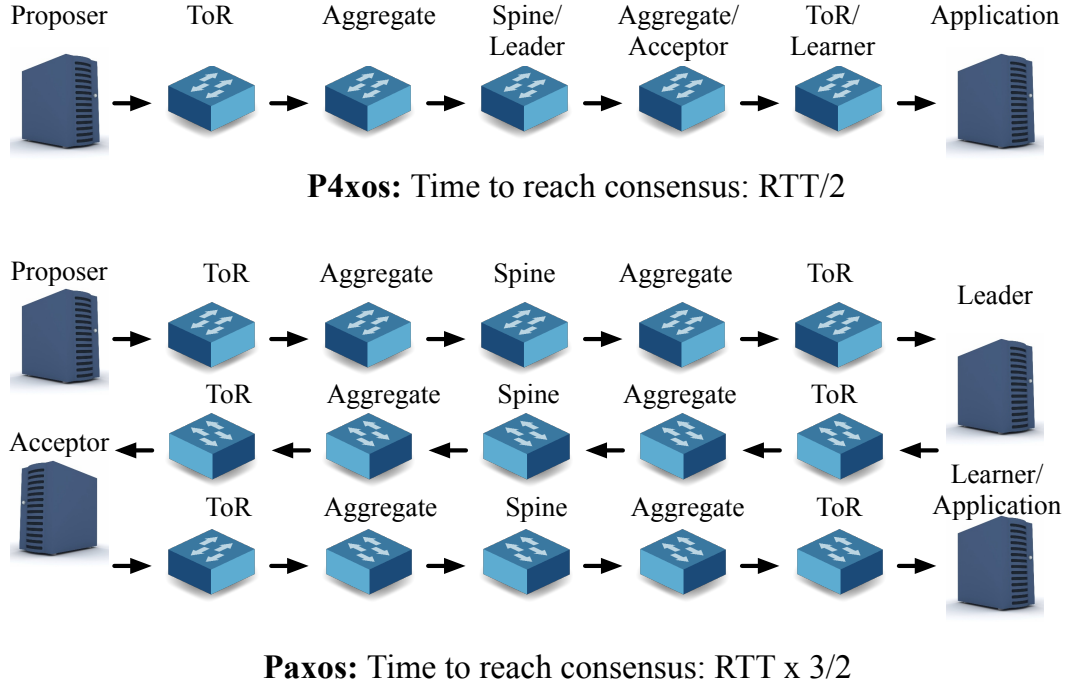 Proposer ToR Aggregate Spine/ Aggregate/ ToR/ Application
Leader Acceptor Learner
P4xos: Time to reach consensus: RTT/2
Proposer ToR Aggregate Spine Aggregate ToR
Leader
ToR Aggregate Spine Aggregate ToR
Acceptor
Learner/
ToR Aggregate Spine Aggregate ToR Application
Paxos: Time to reach consensus: RTT x 3/2